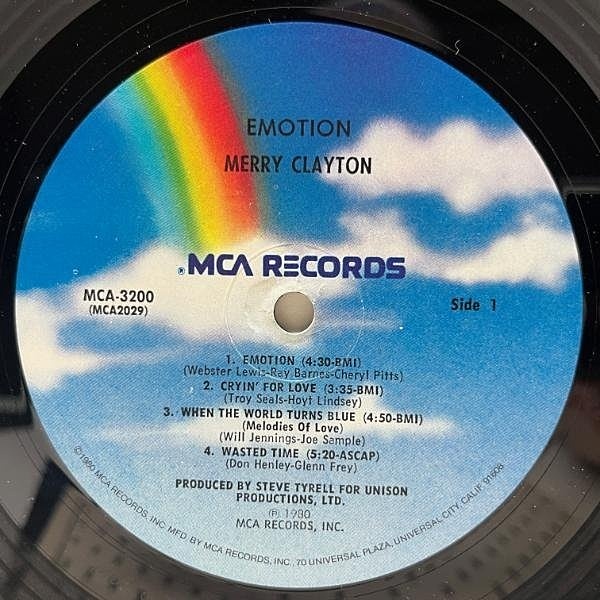 EMOTION
MERRY CLAYTON
® MCA RECORDS
MCA-3200
(MCA2029)
Side 1
1. EMOTION (4:30-BMI)
(Webster Lewis-Ray Barnes-Cheryl Pitts)
2. CRYIN' FOR LOVE (3:35-BMI)
(Troy Seals-Hoyt Lindsey)
3. WHEN THE WORLD TURNS BLUE (4:50-BMI)
(Melodies Of Love)
(Will Jennings-Joe Sample)
4. WASTED TIME (5:20-ASCAP)
(Don Henley-Glenn Frey)
PRODUCED BY STEVE TYRELL FOR UNISON
PRODUCTIONS, LTD.
℗ 1980
MCA RECORDS, INC.
©1980 MCA RECORDS, INC. MFD. BY MCA RECORDS, INC., 70 UNIVERSAL PLAZA, UNIVERSAL CITY, CALIF. 91608